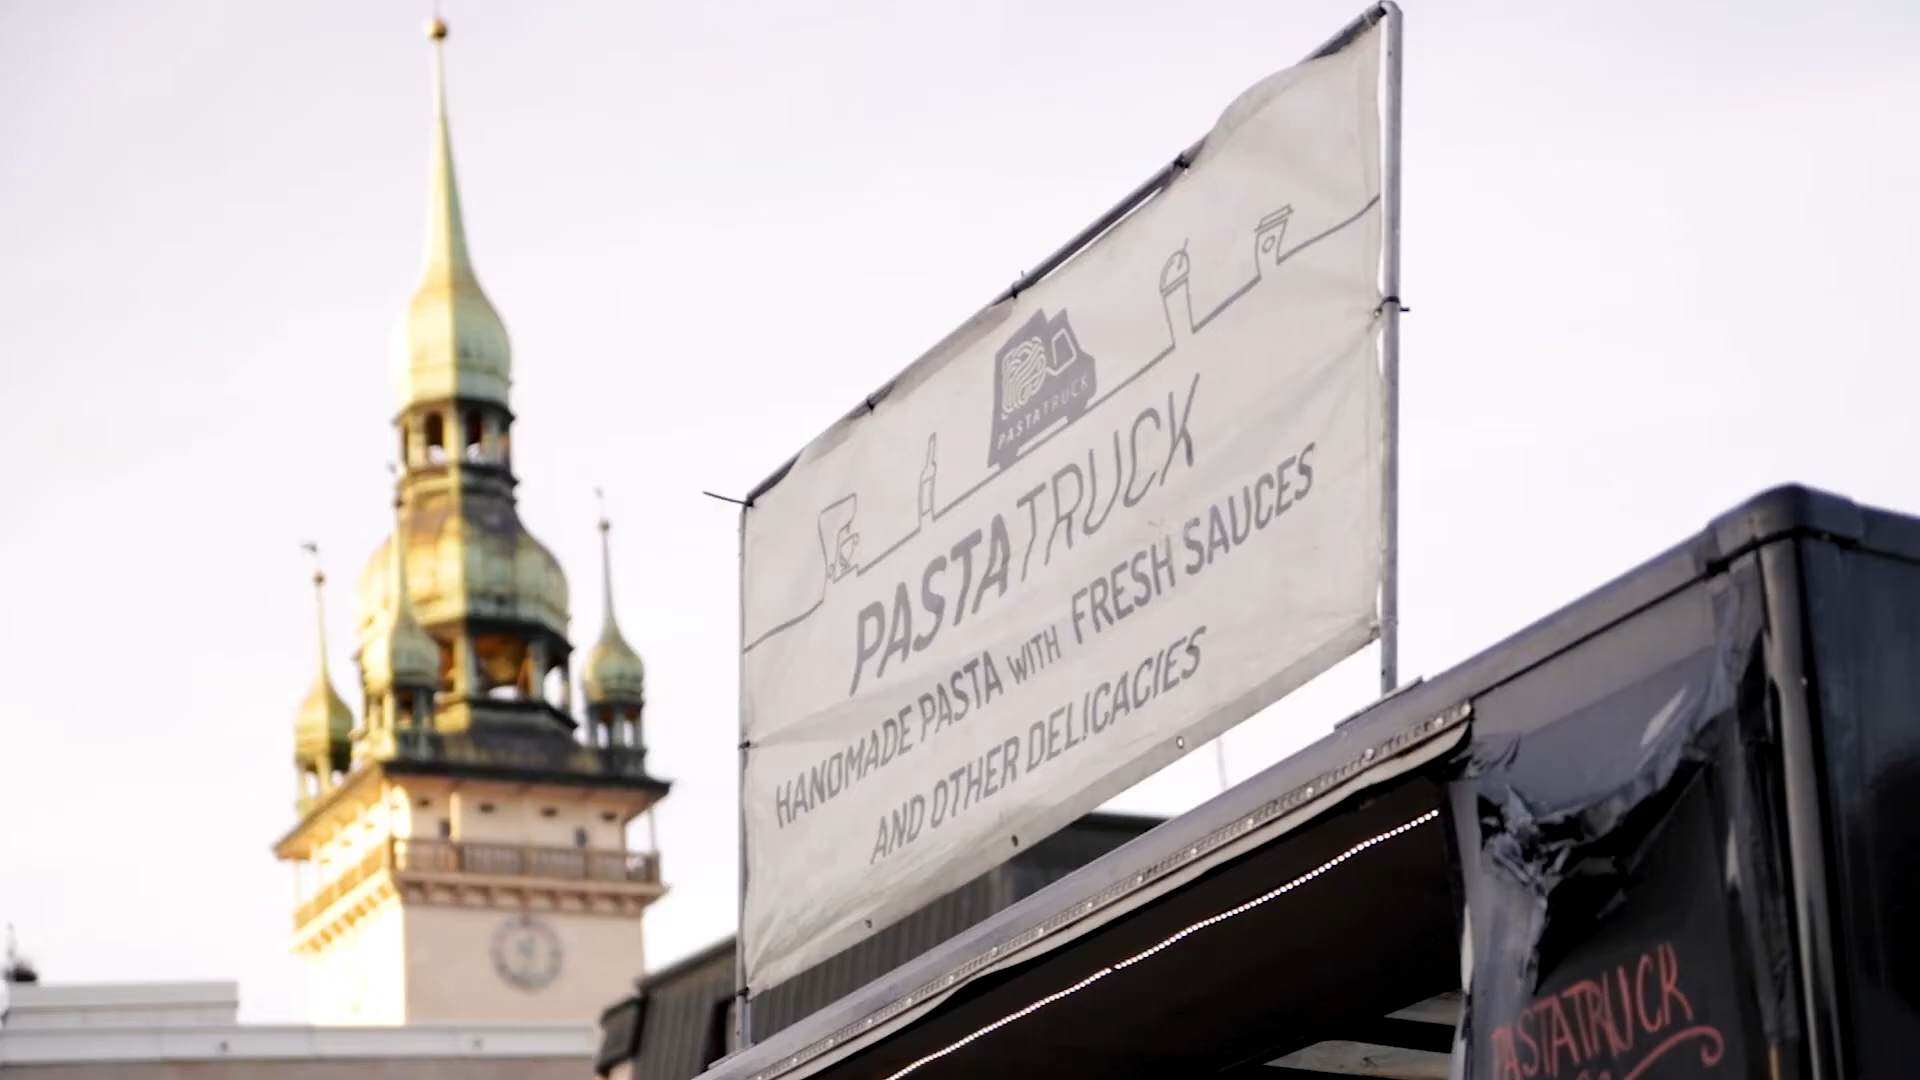 PASTATRUCK
PASTATRUCK
HANDMADE PASTA WITH FRESH SAUCES
AND OTHER DELICACIES
PASTATRUCK